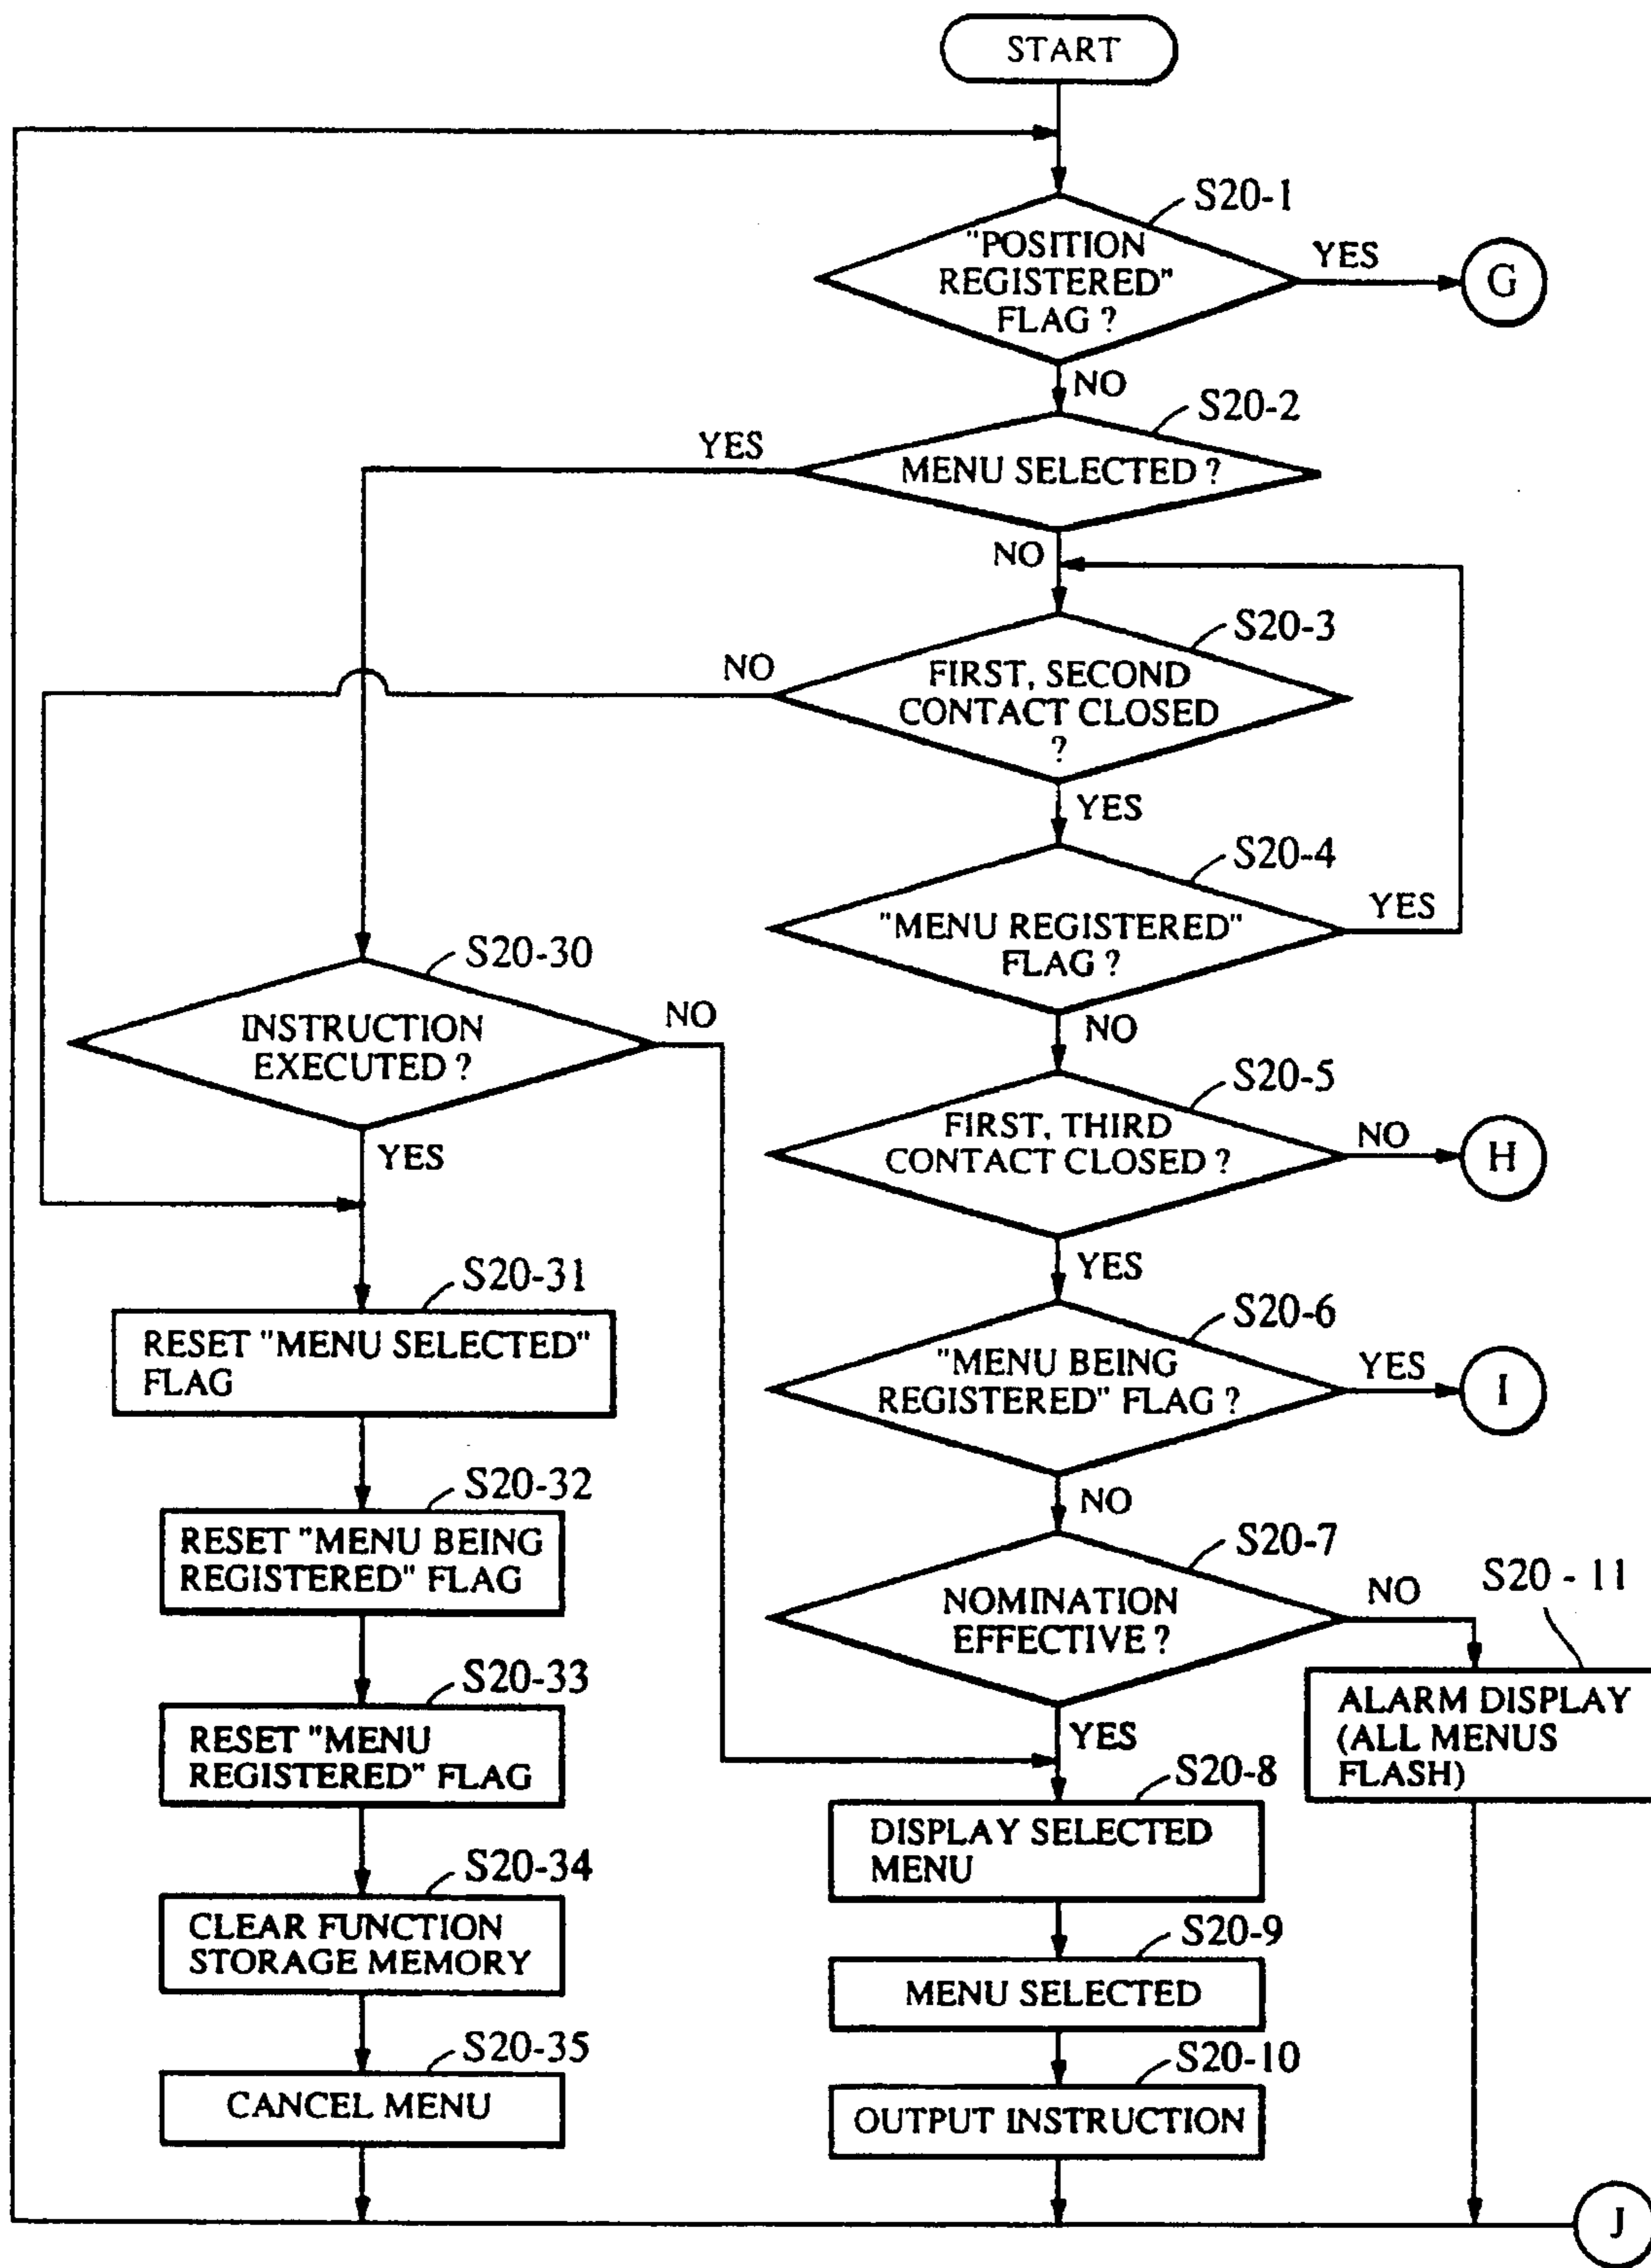 START
S20-1
"POSITION
REGISTERED"
FLAG ?
YES
G
NO
S20-2
YES
MENU SELECTED ?
NO
S20-3
NO
FIRST, SECOND
CONTACT CLOSED
?
YES
S20-4
"MENU REGISTERED"
FLAG ?
YES
NO
S20-30
INSTRUCTION
EXECUTED ?
NO
YES
S20-5
FIRST, THIRD
CONTACT CLOSED ?
NO
H
YES
S20-31
RESET "MENU SELECTED"
FLAG
S20-6
"MENU BEING
REGISTERED" FLAG ?
YES
I
NO
S20-32
RESET "MENU BEING
REGISTERED" FLAG
S20-7
NOMINATION
EFFECTIVE ?
NO
S20 - 11
ALARM DISPLAY
(ALL MENUS
FLASH)
YES
S20-33
RESET "MENU
REGISTERED" FLAG
S20-8
DISPLAY SELECTED
MENU
S20-34
CLEAR FUNCTION
STORAGE MEMORY
S20-9
MENU SELECTED
S20-35
CANCEL MENU
S20-10
OUTPUT INSTRUCTION
J